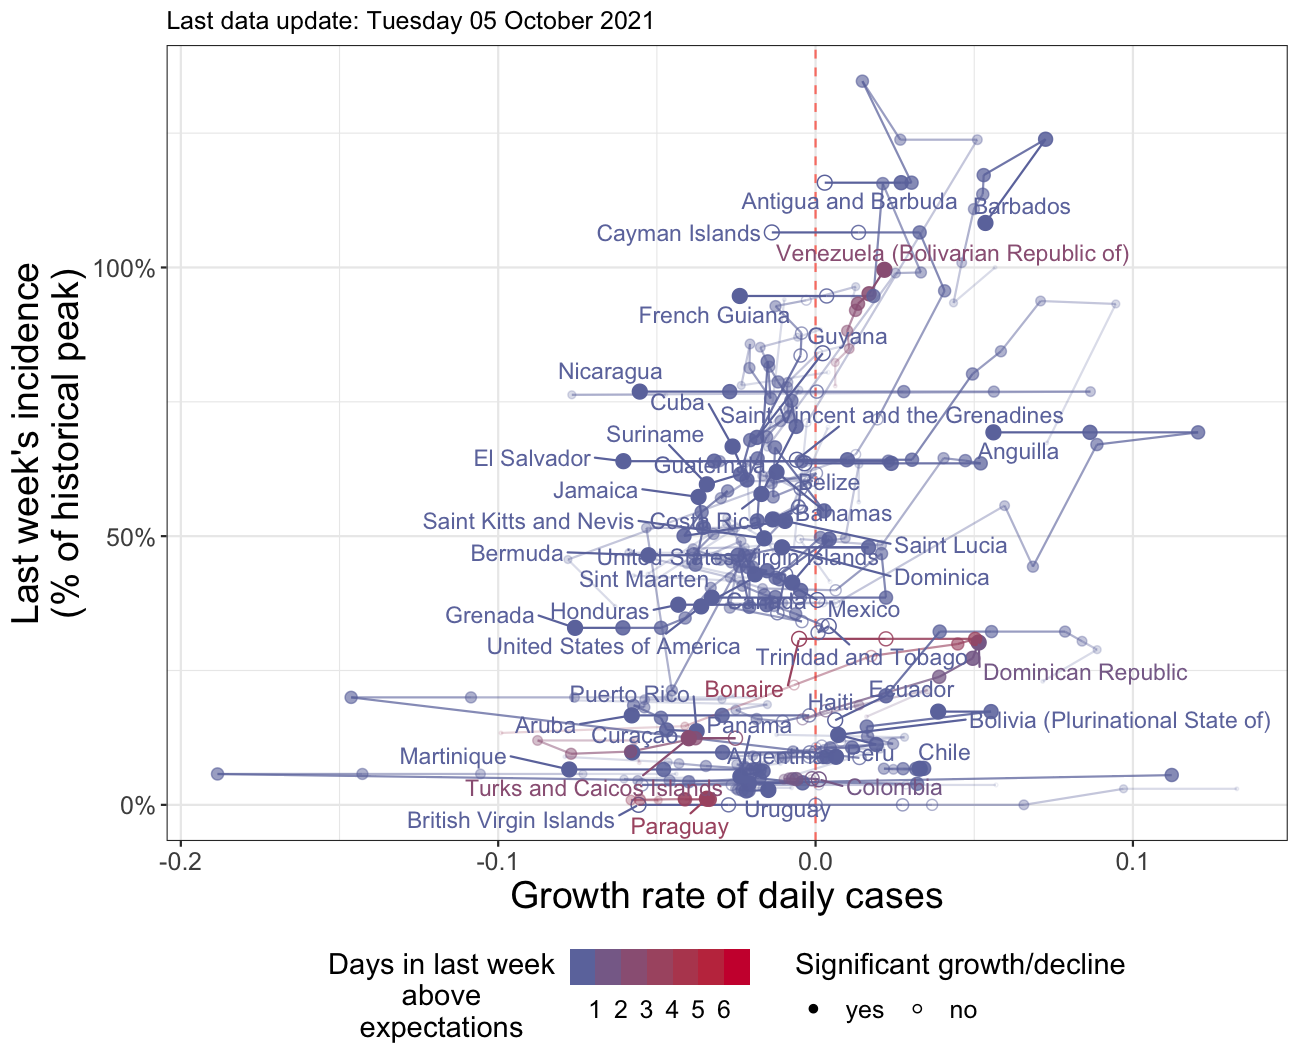 Last data update: Tuesday 05 October 2021
Last week's incidence
(% of historical peak)
100%
50%
0%
Antigua and Barbuda
Barbados
Cayman Islands
Venezuela (Bolivarian Republic of)
French Guiana
Guyana
Nicaragua
Cuba
Saint Vincent and the Grenadines
Suriname
Anguilla
El Salvador
Guatemala
Belize
Jamaica
Saint Kitts and Nevis
Costa Rica
Bahamas
Saint Lucia
Bermuda
United States Virgin Islands
Sint Maarten
Dominica
Canada
Mexico
Grenada
Honduras
United States of America
Trinidad and Tobago
Dominican Republic
Bonaire
Puerto Rico
Haiti
Ecuador
Aruba
Curaçao
Panama
Bolivia (Plurinational State of)
Martinique
Argentina
Peru
Chile
Turks and Caicos Islands
Colombia
British Virgin Islands
Paraguay
Uruguay
-0.2
-0.1
0.0
0.1
Growth rate of daily cases
Days in last week
above
expectations
1 2 3 4 5 6
Significant growth/decline
yes
no